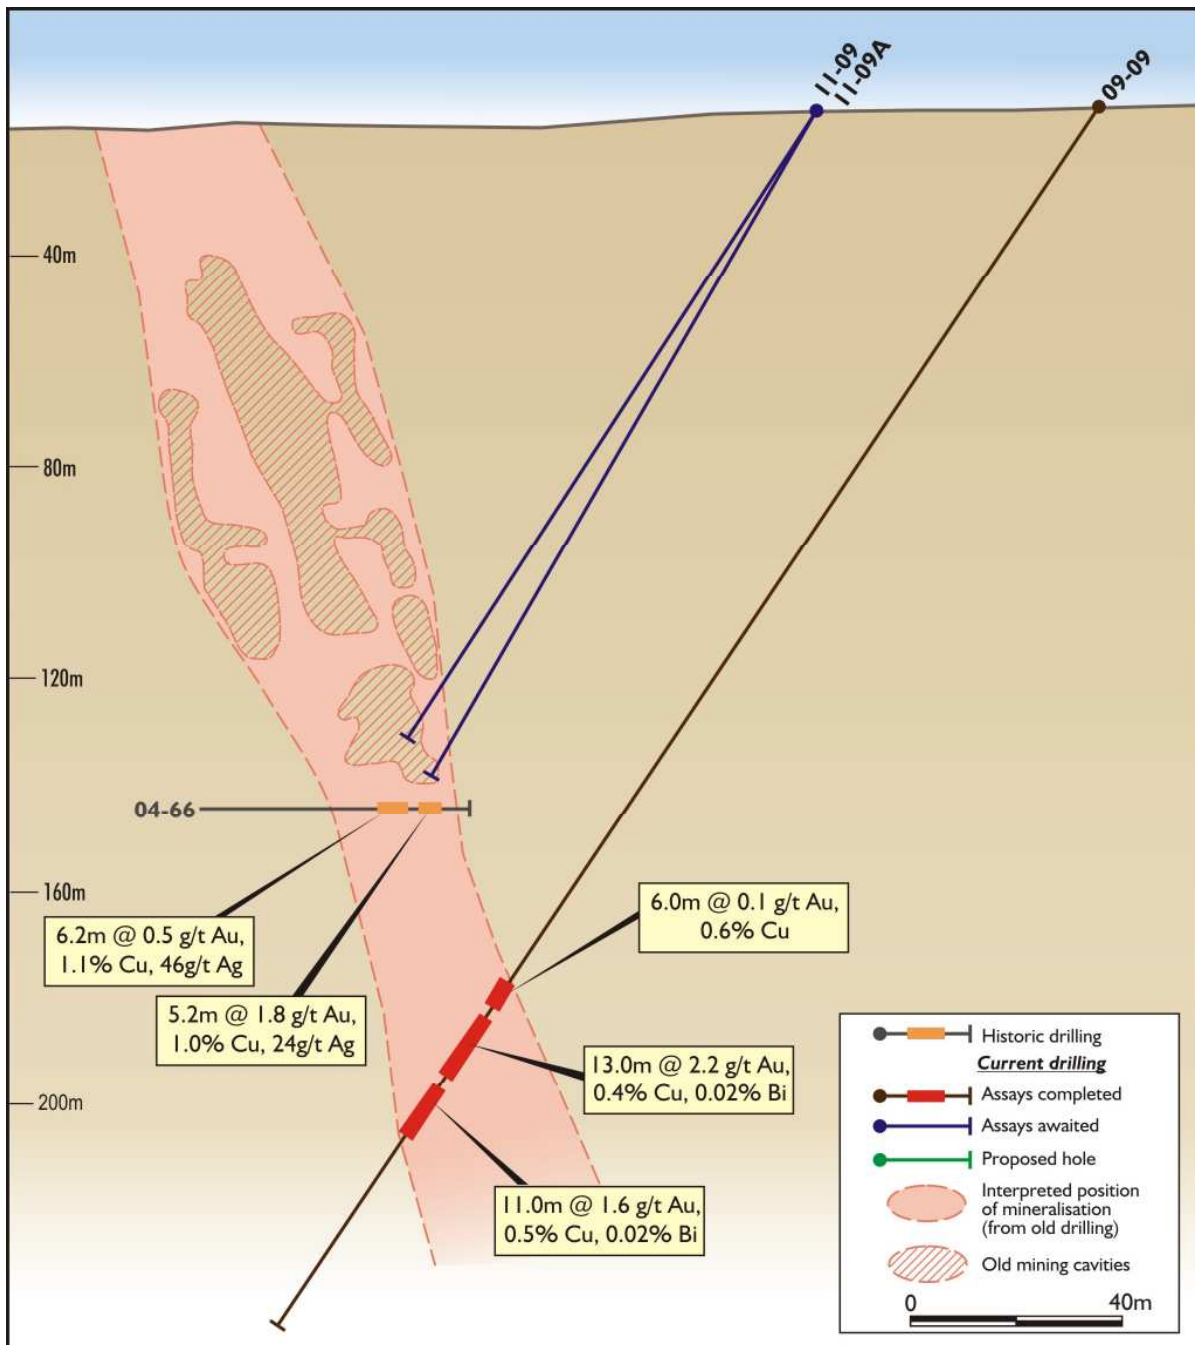 11-09
11-09A
09-09
40m
80m
120m
04-66
160m
6.0m @ 0.1 g/t Au,
0.6% Cu
6.2m @ 0.5 g/t Au,
1.1% Cu, 46g/t Ag
5.2m @ 1.8 g/t Au,
1.0% Cu, 24g/t Ag
13.0m @ 2.2 g/t Au,
0.4% Cu, 0.02% Bi
200m
11.0m @ 1.6 g/t Au,
0.5% Cu, 0.02% Bi
Historic drilling
Current drilling
Assays completed
Assays awaited
Proposed hole
Interpreted position
of mineralisation
(from old drilling)
Old mining cavities
0 40m